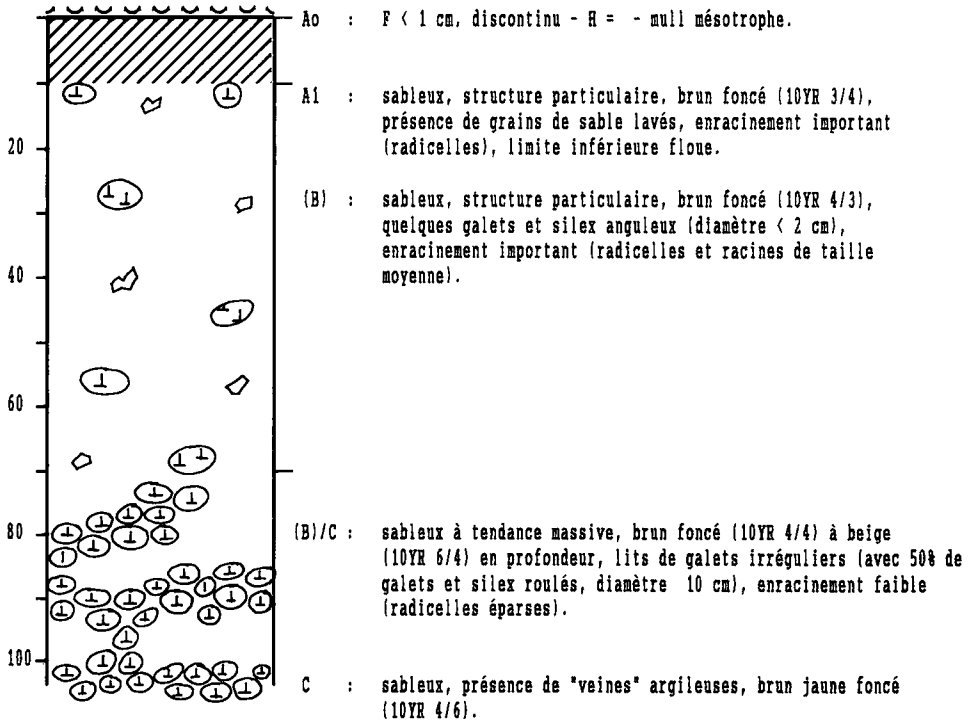 Ao : F < 1 cm, discontinu - H = - mull mésotrophe.
A1 : sableux, structure particulaire, brun foncé (10YR 3/4),
présence de grains de sable lavés, enracinement important
(radicelles), limite inférieure floue.
20
(B) : sableux, structure particulaire, brun foncé (10YR 4/3),
quelques galets et silex anguleux (diamètre < 2 cm),
enracinement important (radicelles et racines de taille
moyenne).
40
60
80
(B)/C : sableux à tendance massive, brun foncé (10YR 4/4) à beige
(10YR 6/4) en profondeur, lits de galets irréguliers (avec 50% de
galets et silex roulés, diamètre 10 cm), enracinement faible
(radicelles éparses).
100
C : sableux, présence de "veines" argileuses, brun jaune foncé
(10YR 4/6).